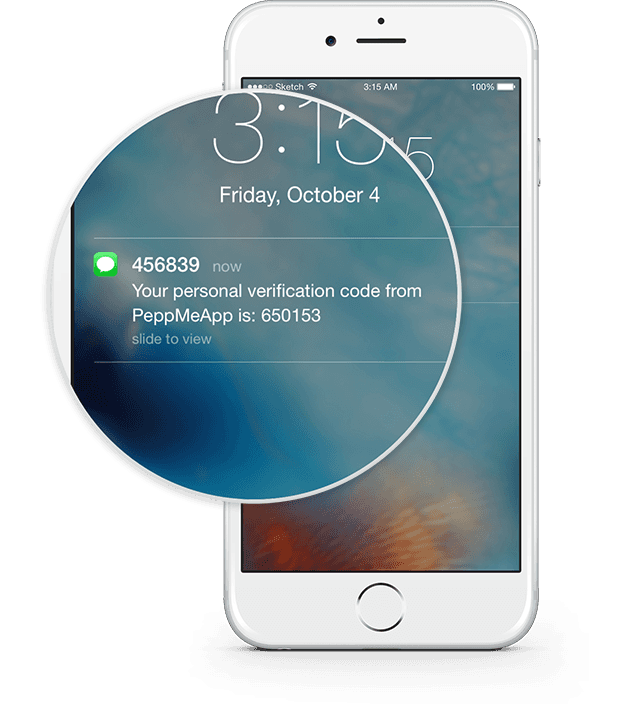 Sketch 3:15 AM 100%
3:15
Friday, October 4
456839 now
Your personal verification code from
PeppMeApp is: 650153
slide to view